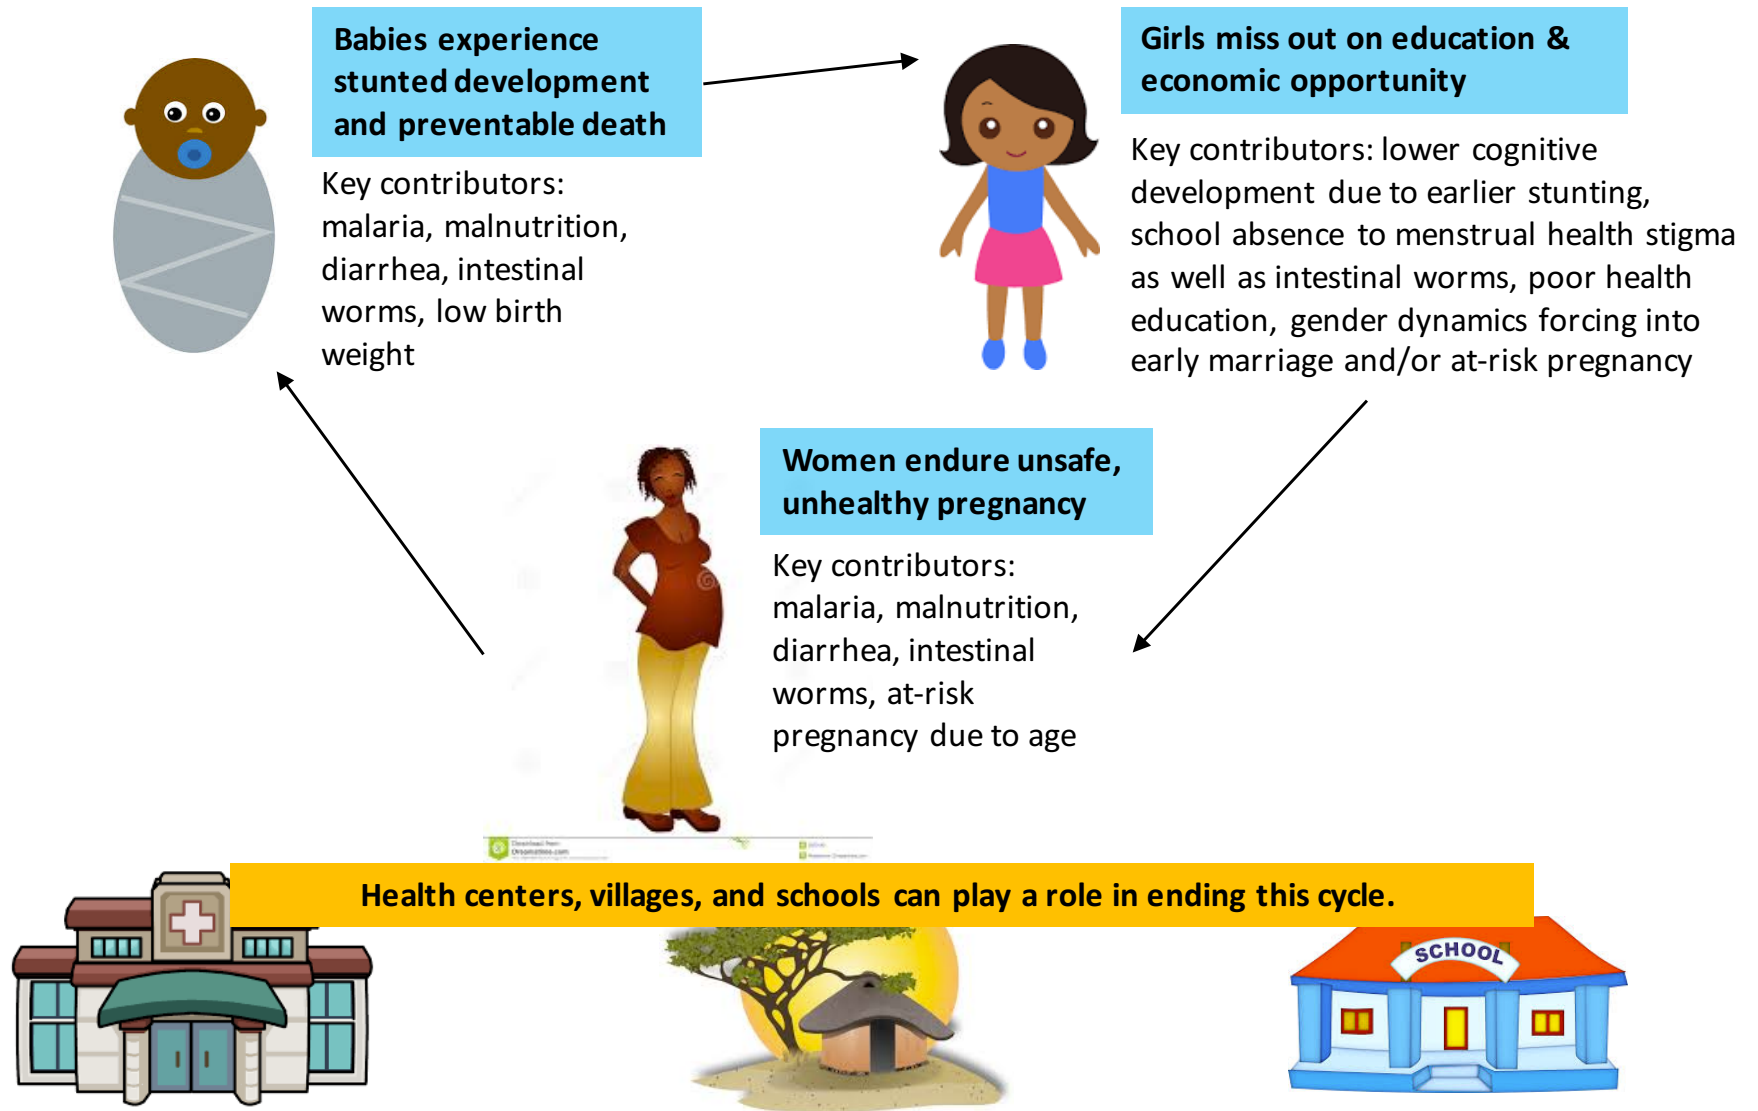 Babies experience
stunted development
and preventable death
Key contributors:
malaria, malnutrition,
diarrhea, intestinal
worms, low birth
weight
Girls miss out on education &
economic opportunity
Key contributors: lower cognitive
development due to earlier stunting,
school absence to menstrual health stigma
as well as intestinal worms, poor health
education, gender dynamics forcing into
early marriage and/or at-risk pregnancy
Women endure unsafe,
unhealthy pregnancy
Key contributors:
malaria, malnutrition,
diarrhea, intestinal
worms, at-risk
pregnancy due to age
Download from
Dreamstime.com
Health centers, villages, and schools can play a role in ending this cycle.
SCHOOL